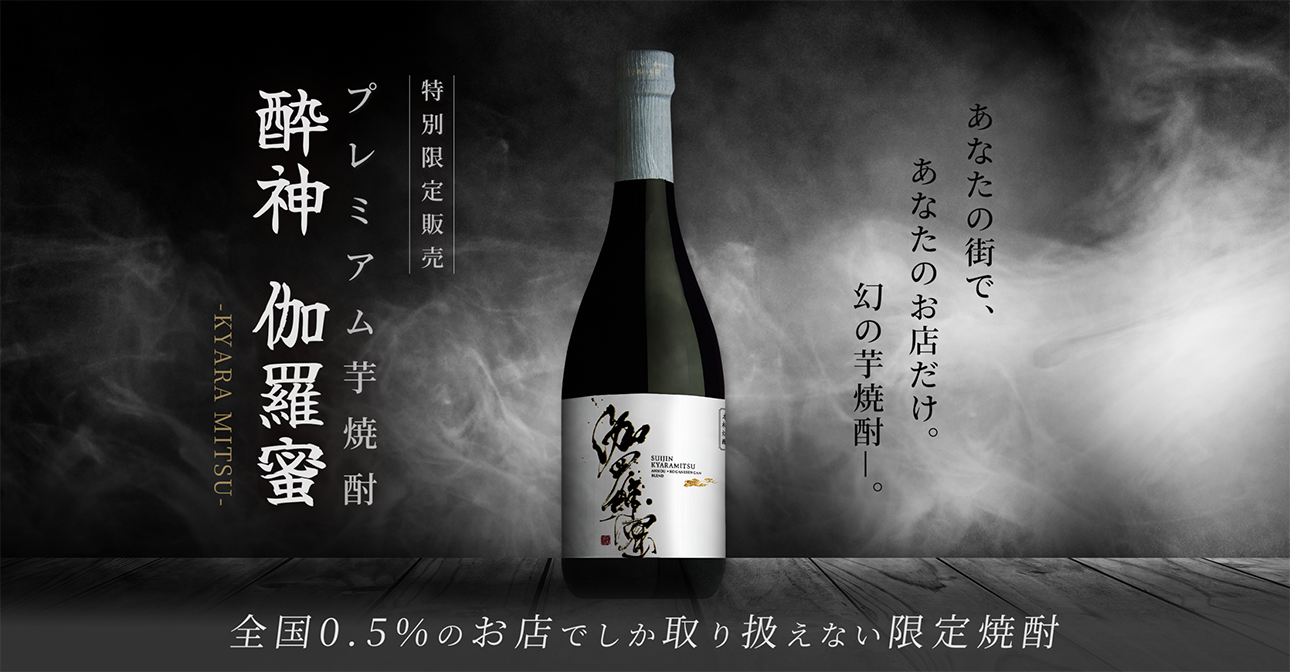 特別限定販売
プレミアム芋焼酎
酔神 伽羅蜜
-KYARA MITSU-
あなたの街で、
あなたのお店だけ。
幻の芋焼酎―。
伽羅蜜
SUIJIN
KYARAMITSU
BLEND
全国0.5%のお店でしか取り扱えない限定焼酎